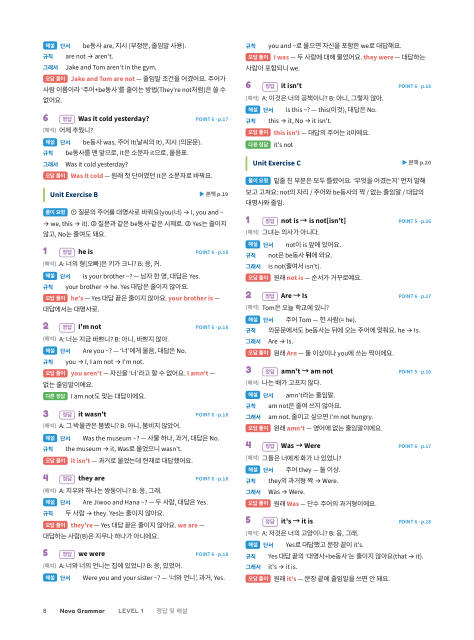 해설 단서 be동사 are, 지시 (부정문, 줄임말 사용).
규칙 are not → aren't.
그래서 Jake and Tom aren't in the gym.
오답 풀이 Jake and Tom are not — 줄임말 조건을 어겼어요. 주어가
사람 이름이라 '주어+be동사'를 줄이는 방법(They're not처럼)은 쓸 수
없어요.
6 정답 Was it cold yesterday? POINT 6 - p.17
[해석] 어제 추웠니?
해설 단서 be동사 was, 주어 It(날씨의 It), 지시 (의문문).
규칙 be동사를 맨 앞으로, It은 소문자 it으로, 물음표.
그래서 Was it cold yesterday?
오답 풀이 Was It cold — 원래 첫 단어였던 It은 소문자로 바꿔요.
Unit Exercise B ▶ 본책 p.19
풀이 요령 ① 질문의 주어를 대명사로 바꿔요(you(너) → I, you and ~
→ we, this → it). ② 질문과 같은 be동사·같은 시제로. ③ Yes는 줄이지
않고, No는 줄여도 돼요.
1 정답 he is POINT 6 - p.18
[해석] A: 너의 형[오빠]은 키가 크니? B: 응, 커.
해설 단서 Is your brother ~? — 남자 한 명, 대답은 Yes.
규칙 your brother → he. Yes 대답은 줄이지 않아요.
오답 풀이 he's — Yes 대답 끝은 줄이지 않아요. your brother is —
대답에서는 대명사로.
2 정답 I'm not POINT 6 - p.18
[해석] A: 너는 지금 바쁘니? B: 아니, 바쁘지 않아.
해설 단서 Are you ~? — '너'에게 물음, 대답은 No.
규칙 you → I, I am not → I'm not.
오답 풀이 you aren't — 자신을 '너'라고 할 수 없어요. I amn't —
없는 줄임말이에요.
다른 정답 I am not도 맞는 대답이에요.
3 정답 it wasn't POINT 6 - p.18
[해석] A: 그 박물관은 붐볐니? B: 아니, 붐비지 않았어.
해설 단서 Was the museum ~? — 사물 하나, 과거, 대답은 No.
규칙 the museum → it, Was로 물었으니 wasn't.
오답 풀이 it isn't — 과거로 물었는데 현재로 대답했어요.
4 정답 they are POINT 6 - p.18
[해석] A: 지우와 하나는 쌍둥이니? B: 응, 그래.
해설 단서 Are Jiwoo and Hana ~? — 두 사람, 대답은 Yes.
규칙 두 사람 → they. Yes는 줄이지 않아요.
오답 풀이 they're — Yes 대답 끝은 줄이지 않아요. we are —
대답하는 사람(B)은 지우나 하나가 아니에요.
5 정답 we were POINT 6 - p.18
[해석] A: 너와 너의 언니는 집에 있었니? B: 응, 있었어.
해설 단서 Were you and your sister ~? — '너와 언니', 과거, Yes.
규칙 you and ~로 물으면 자신을 포함한 we로 대답해요.
오답 풀이 I was — 두 사람에 대해 물었어요. they were — 대답하는
사람이 포함되니 we.
6 정답 it isn't POINT 6 - p.18
[해석] A: 이것은 너의 공책이니? B: 아니, 그렇지 않아.
해설 단서 Is this ~? — this(이것), 대답은 No.
규칙 this → it, No → it isn't.
오답 풀이 this isn't — 대답의 주어는 it이에요.
다른 정답 it's not
Unit Exercise C ▶ 본책 p.20
풀이 요령 밑줄 친 부분은 모두 틀렸어요. '무엇을 어겼는지' 먼저 말해
보고 고쳐요: not의 자리 / 주어와 be동사의 짝 / 없는 줄임말 / 대답의
대명사와 줄임.
1 정답 not is → is not[isn't] POINT 5 - p.16
[해석] 그녀는 의사가 아니다.
해설 단서 not이 is 앞에 있어요.
규칙 not은 be동사 뒤에 와요.
그래서 is not(줄여서 isn't).
오답 풀이 원래 not is — 순서가 거꾸로예요.
2 정답 Are → Is POINT 6 - p.17
[해석] Tom은 오늘 학교에 있니?
해설 단서 주어 Tom — 한 사람(= he).
규칙 의문문에서도 be동사는 뒤에 오는 주어에 맞춰요. he → Is.
그래서 Are → Is.
오답 풀이 원래 Are — 둘 이상이나 you에 쓰는 짝이에요.
3 정답 amn't → am not POINT 5 - p.16
[해석] 나는 배가 고프지 않다.
해설 단서 amn't라는 줄임말.
규칙 am not은 줄여 쓰지 않아요.
그래서 am not. 줄이고 싶으면 I'm not hungry.
오답 풀이 원래 amn't — 영어에 없는 줄임말이에요.
4 정답 Was → Were POINT 6 - p.17
[해석] 그들은 너에게 화가 나 있었니?
해설 단서 주어 they — 둘 이상.
규칙 they의 과거형 짝 → Were.
그래서 Was → Were.
오답 풀이 원래 Was — 단수 주어의 과거형이에요.
5 정답 it's → it is POINT 6 - p.18
[해석] A: 저것은 너의 고양이니? B: 응, 그래.
해설 단서 Yes로 대답했고 문장 끝이 it's.
규칙 Yes 대답 끝의 '대명사+be동사'는 줄이지 않아요(that → it).
그래서 it's → it is.
오답 풀이 원래 it's — 문장 끝에 줄임말을 쓰면 안 돼요.
8 Nova Grammar LEVEL 1 정답 및 해설